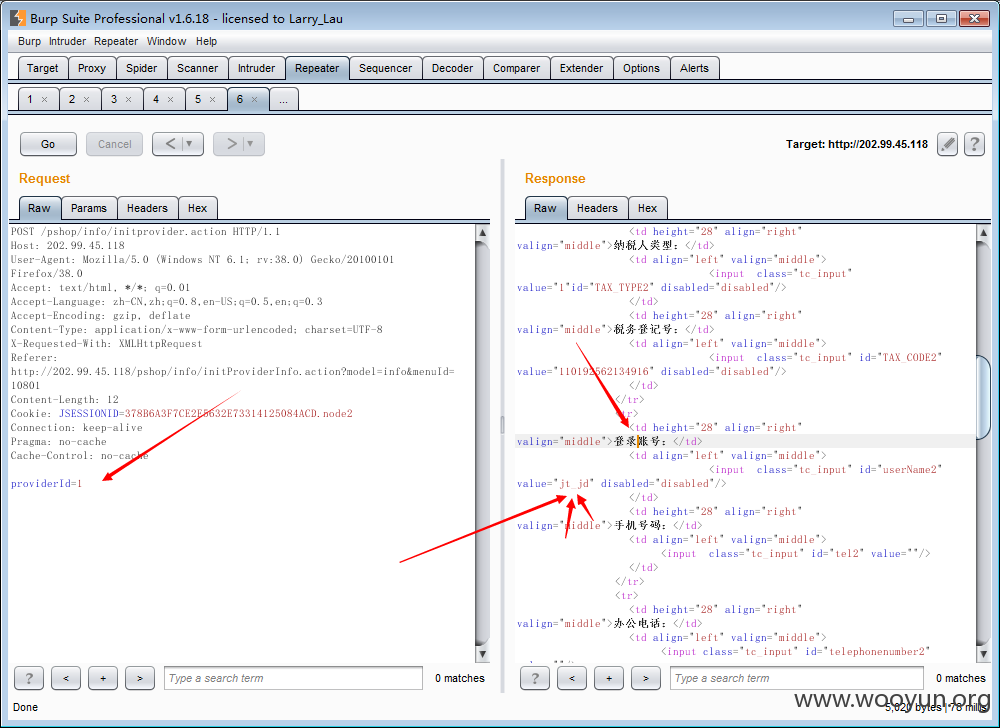 Burp Suite Professional v1.6.18 - licensed to Larry_Lau
Burp Intruder Repeater Window Help
Target Proxy Spider Scanner Intruder Repeater Sequencer Decoder Comparer Extender Options Alerts
1 × 2 × 3 × 4 × 5 × 6 × ...
Go Cancel < > Target: http://202.99.45.118 ?
Request
Raw Params Headers Hex
POST /pshop/info/initprovider.action HTTP/1.1
Host: 202.99.45.118
User-Agent: Mozilla/5.0 (Windows NT 6.1; rv:38.0) Gecko/20100101
Firefox/38.0
Accept: text/html, */*; q=0.01
Accept-Language: zh-CN,zh;q=0.8,en-US;q=0.5,en;q=0.3
Accept-Encoding: gzip, deflate
Content-Type: application/x-www-form-urlencoded; charset=UTF-8
X-Requested-With: XMLHttpRequest
Referer:
http://202.99.45.118/pshop/info/initProviderInfo.action?model=info&menuId=
10801
Content-Length: 12
Cookie: JSESSIONID=378B6A3F7CE2E5632E73314125084ACD.node2
Connection: keep-alive
Pragma: no-cache
Cache-Control: no-cache
providerId=1
? < + > Type a search term 0 matches
Response
Raw Headers Hex
<td height="28" align="right"
valign="middle">纳税人类型：</td>
<td align="left" valign="middle">
<input class="tc_input"
value="1"id="TAX_TYPE2" disabled="disabled"/>
</td>
<td height="28" align="right"
valign="middle">税务登记号：</td>
<td align="left" valign="middle">
<input class="tc_input" id="TAX_CODE2"
value="110192562134916" disabled="disabled"/>
</td>
</tr>
<tr>
<td height="28" align="right"
valign="middle">登录账号：</td>
<td align="left" valign="middle">
<input class="tc_input" id="userName2"
value="jt_jd" disabled="disabled"/>
</td>
<td height="28" align="right"
valign="middle">手机号码：</td>
<td align="left" valign="middle">
<input class="tc_input" id="tel2" value=""/>
</td>
</tr>
<tr>
<td height="28" align="right"
valign="middle">办公电话：</td>
<td align="left" valign="middle">
<input class="tc_input" id="telephonenumber2"
value=""/>
? < + > Type a search term 0 matches
Done
5,620 bytes | 78 millis
www.wooyun.org